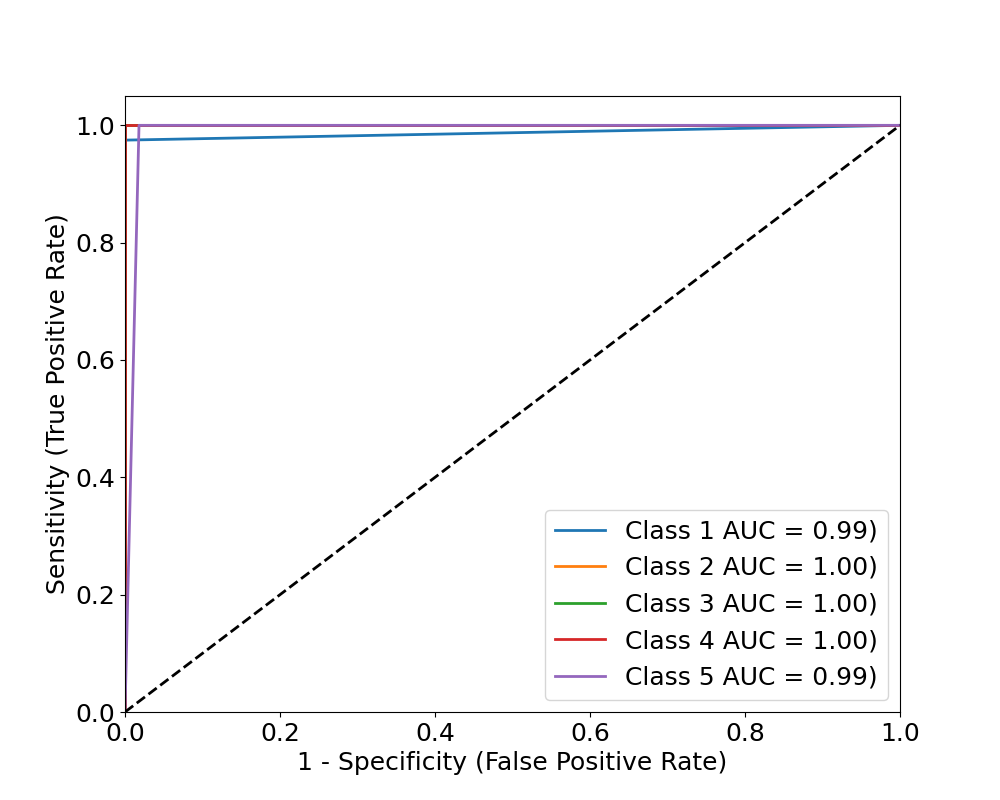 1.0
0.8
0.6
0.4
0.2
0.0
Sensitivity (True Positive Rate)
Class 1 AUC = 0.99)
Class 2 AUC = 1.00)
Class 3 AUC = 1.00)
Class 4 AUC = 1.00)
Class 5 AUC = 0.99)
0.0 0.2 0.4 0.6 0.8 1.0
1 - Specificity (False Positive Rate)